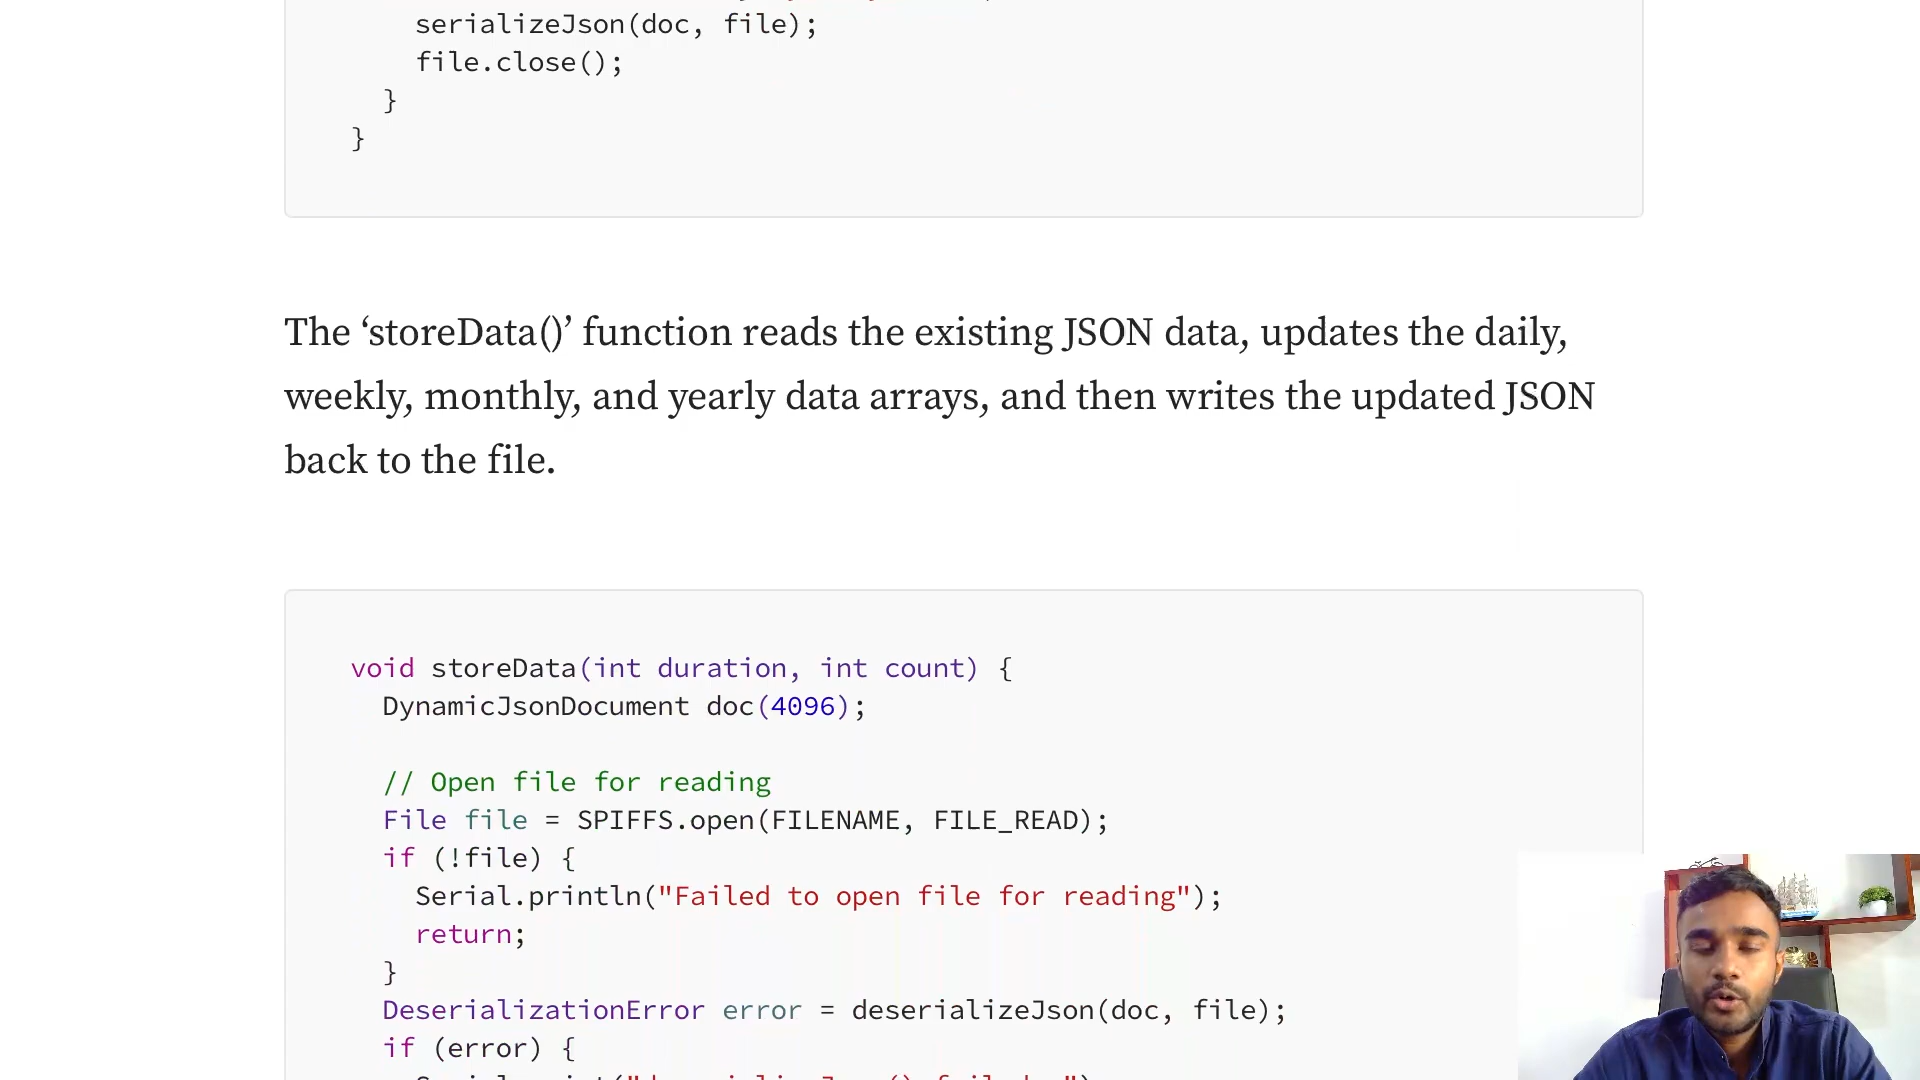 serializeJson(doc, file);
file.close();
}
}
The ‘storeData()’ function reads the existing JSON data, updates the daily,
weekly, monthly, and yearly data arrays, and then writes the updated JSON
back to the file.
void storeData(int duration, int count) {
DynamicJsonDocument doc(4096);
// Open file for reading
File file = SPIFFS.open(FILENAME, FILE_READ);
if (!file) {
Serial.println("Failed to open file for reading");
return;
}
DeserializationError error = deserializeJson(doc, file);
if (error) {